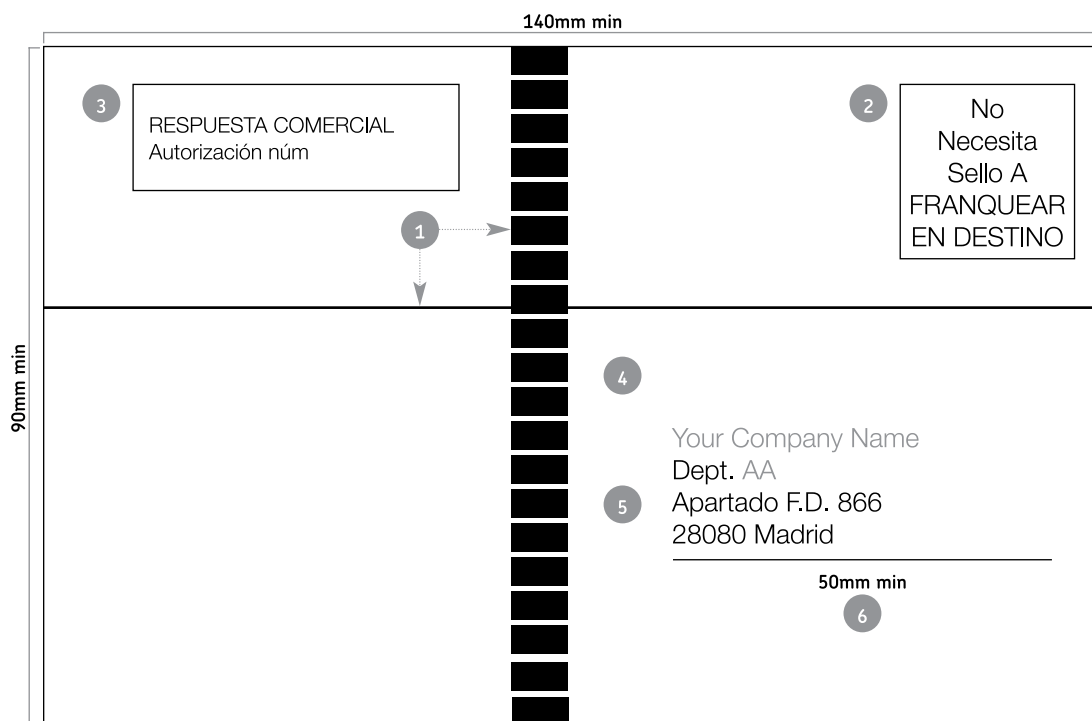 140mm min
3
RESPUESTA COMERCIAL
Autorización núm
2
No
Necesita
Sello A
FRANQUEAR
EN DESTINO
1
90mm min
4
Your Company Name
Dept. AA
5
Apartado F.D. 866
28080 Madrid
50mm min
6